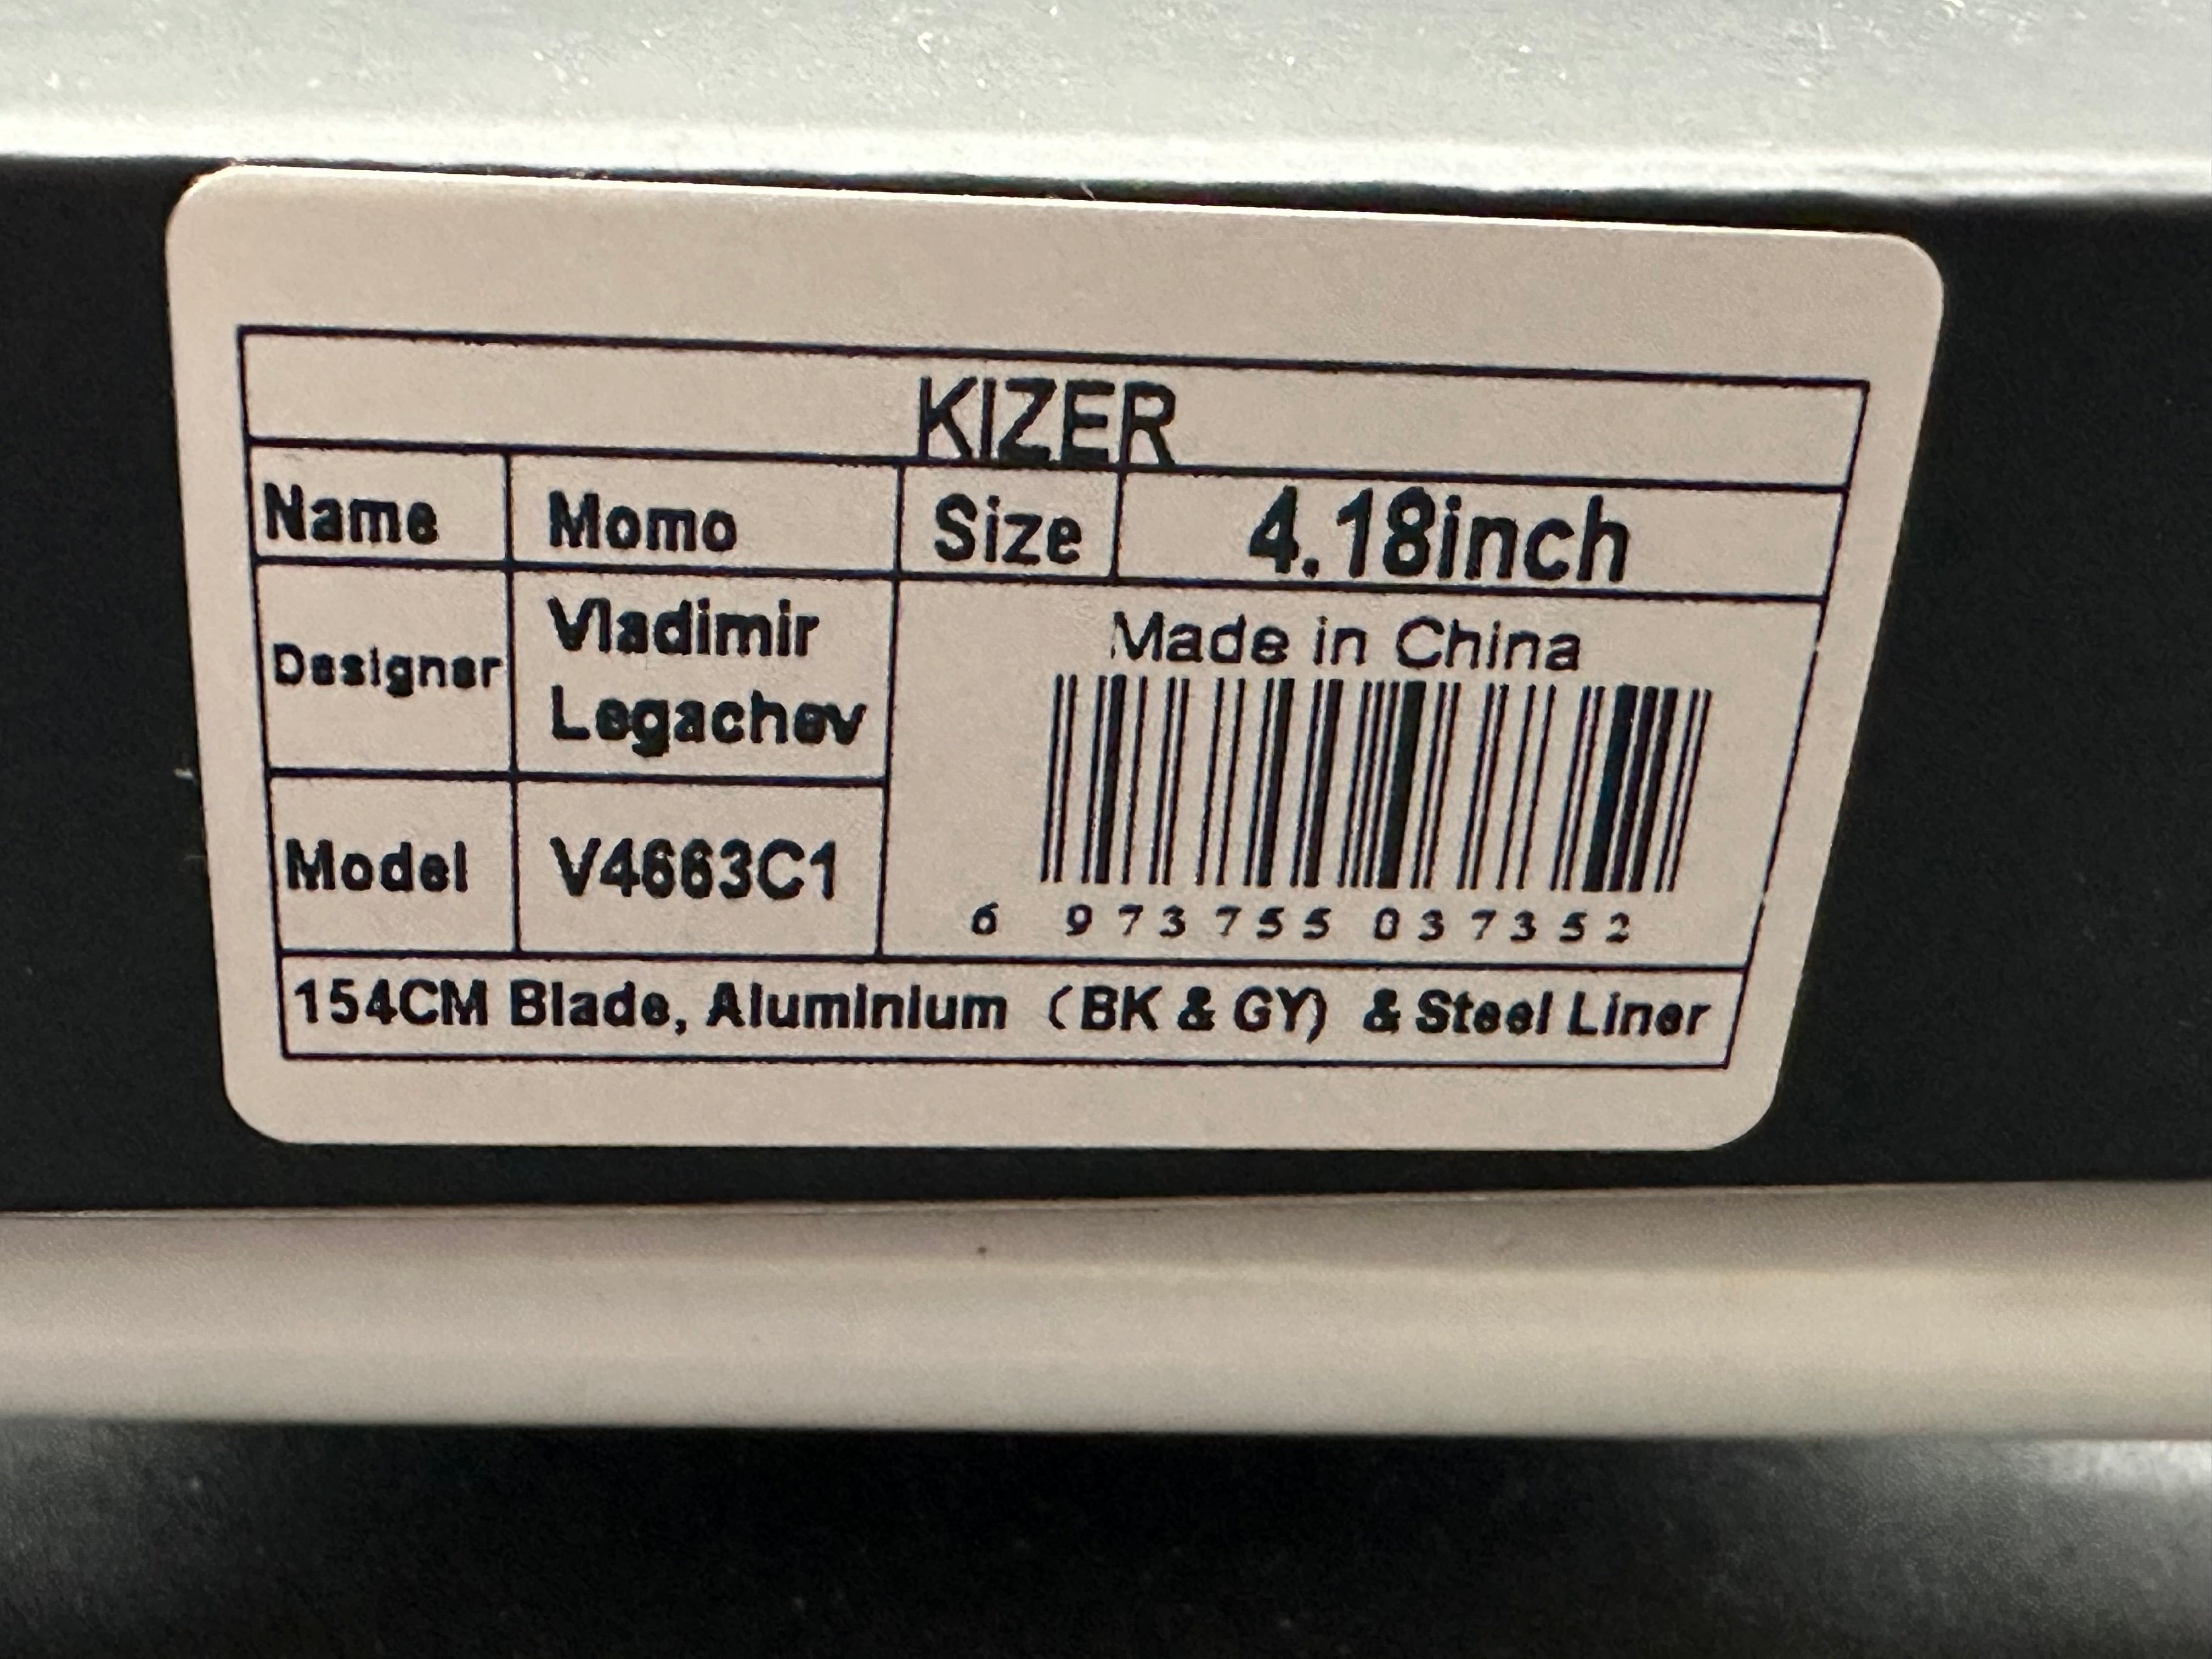 KIZER
Name Momo Size 4.18inch
Designer Vladimir Legachev
Made in China
Model V4663C1
6 973755 037352
154CM Blade, Aluminium （BK & GY) & Steel Liner